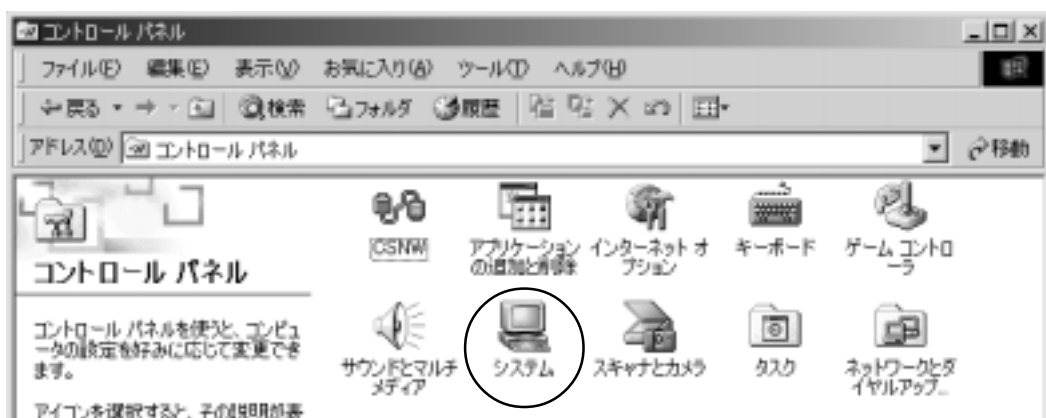 コントロール パネル
ファイル(F) 編集(E) 表示(V) お気に入り(A) ツール(T) ヘルプ(H)
戻る 検索 フォルダ 履歴
アドレス(D) コントロール パネル 移動
コントロール パネル
コントロール パネルを使うと、コンピュ
ータの設定を好みに応じて変更でき
ます。
アイコンを選択すると、その説明が表
CSNW
アプリケーション
の追加と削除
インターネット オ
プション
キーボード
ゲーム コントロ
ーラ
サウンドとマルチ
メディア
システム
スキャナとカメラ
タスク
ネットワークとダ
イヤルアップ...